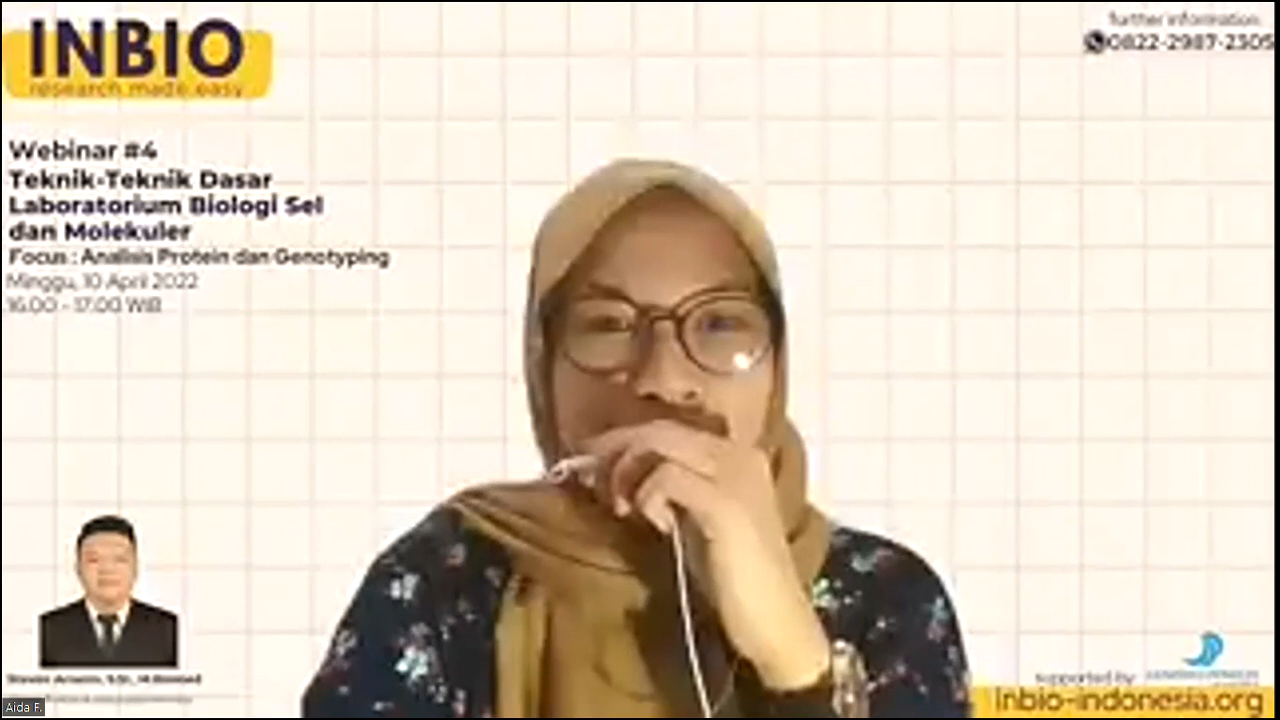 INBIO
research made easy
further information:
0822-2987-2305
Webinar #4
Teknik-Teknik Dasar
Laboratorium Biologi Sel
dan Molekuler
Focus : Analisis Protein dan Genotyping
Minggu, 10 April 2022
16.00 - 17.00 WIB
Aida F.
supported by:
Inbio-indonesia.org